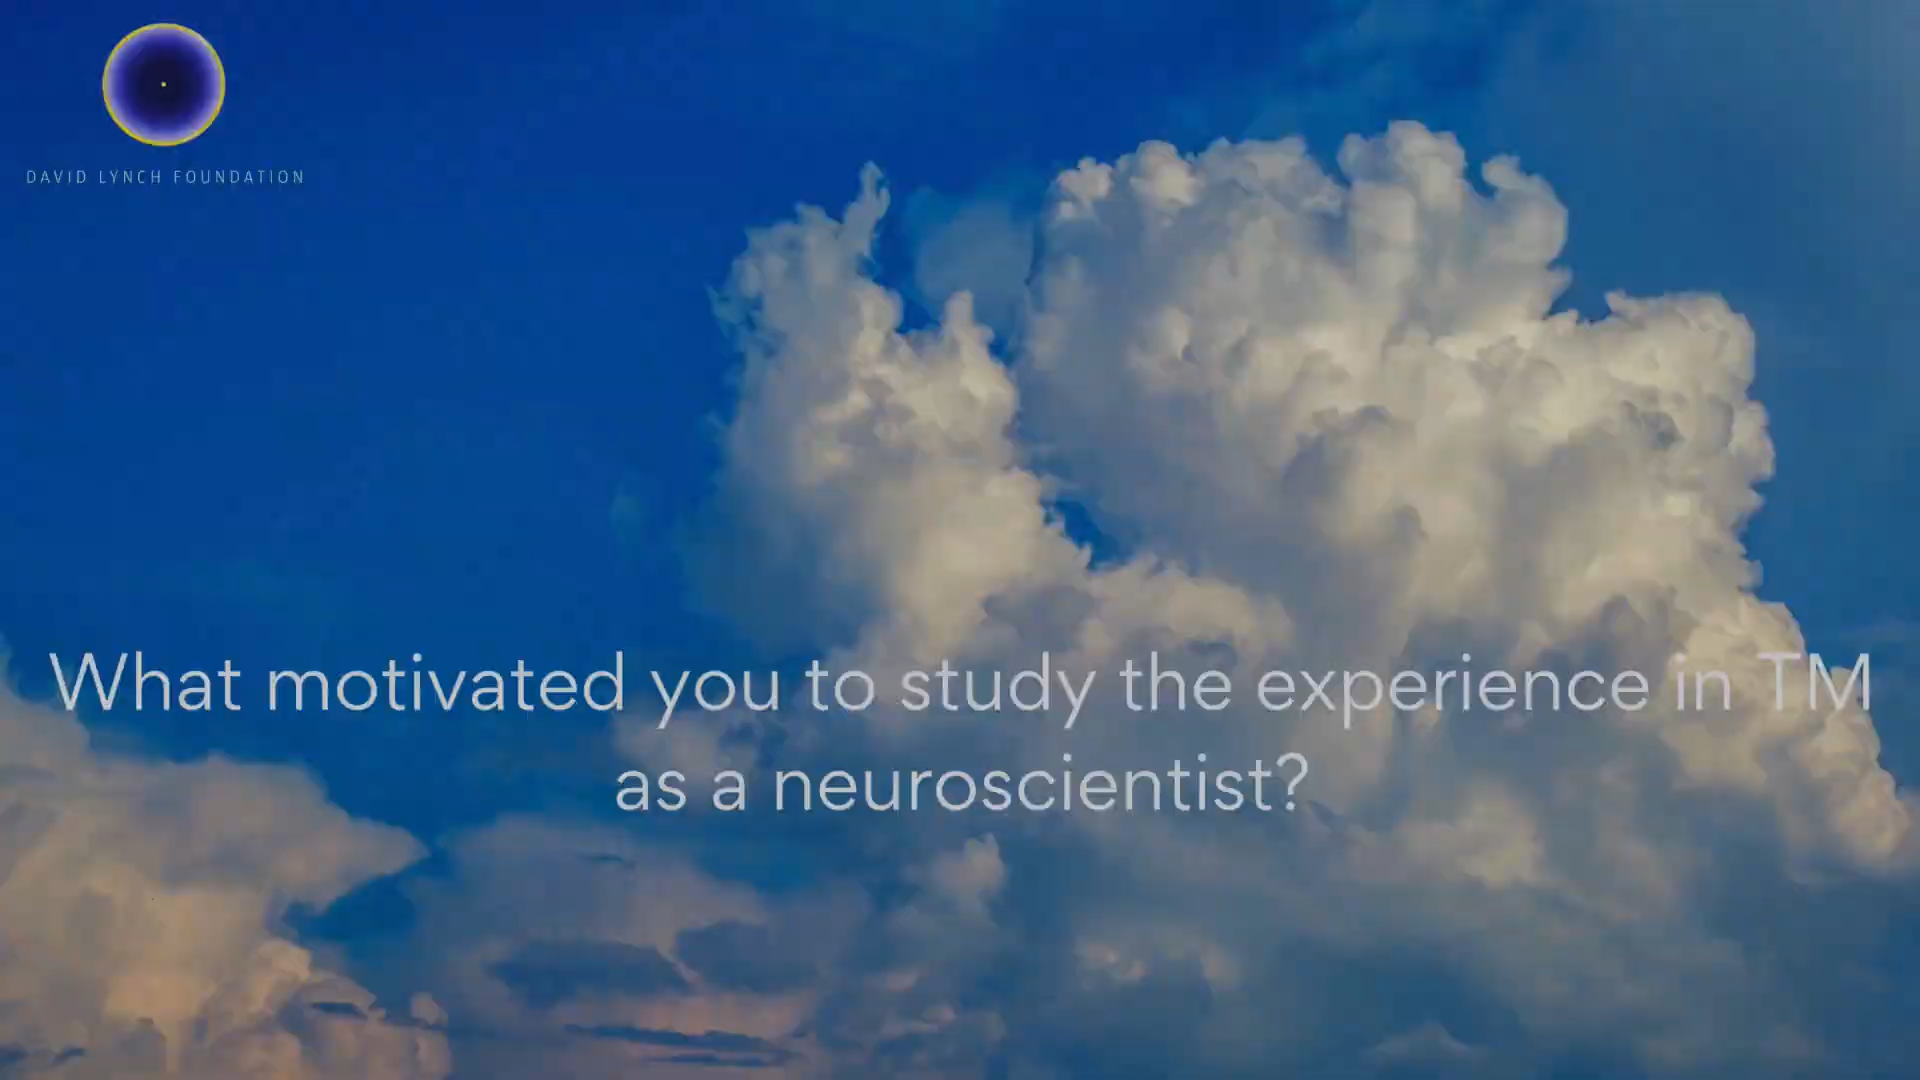 DAVID LYNCH FOUNDATION
What motivated you to study the experience in TM
as a neuroscientist?